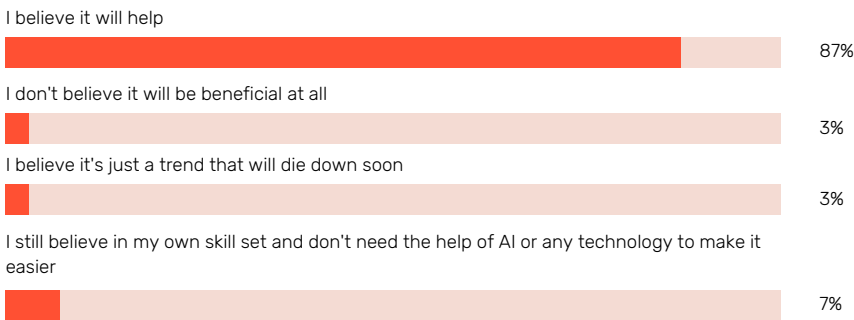 I believe it will help
87%
I don't believe it will be beneficial at all
3%
I believe it's just a trend that will die down soon
3%
I still believe in my own skill set and don't need the help of AI or any technology to make it
easier
7%